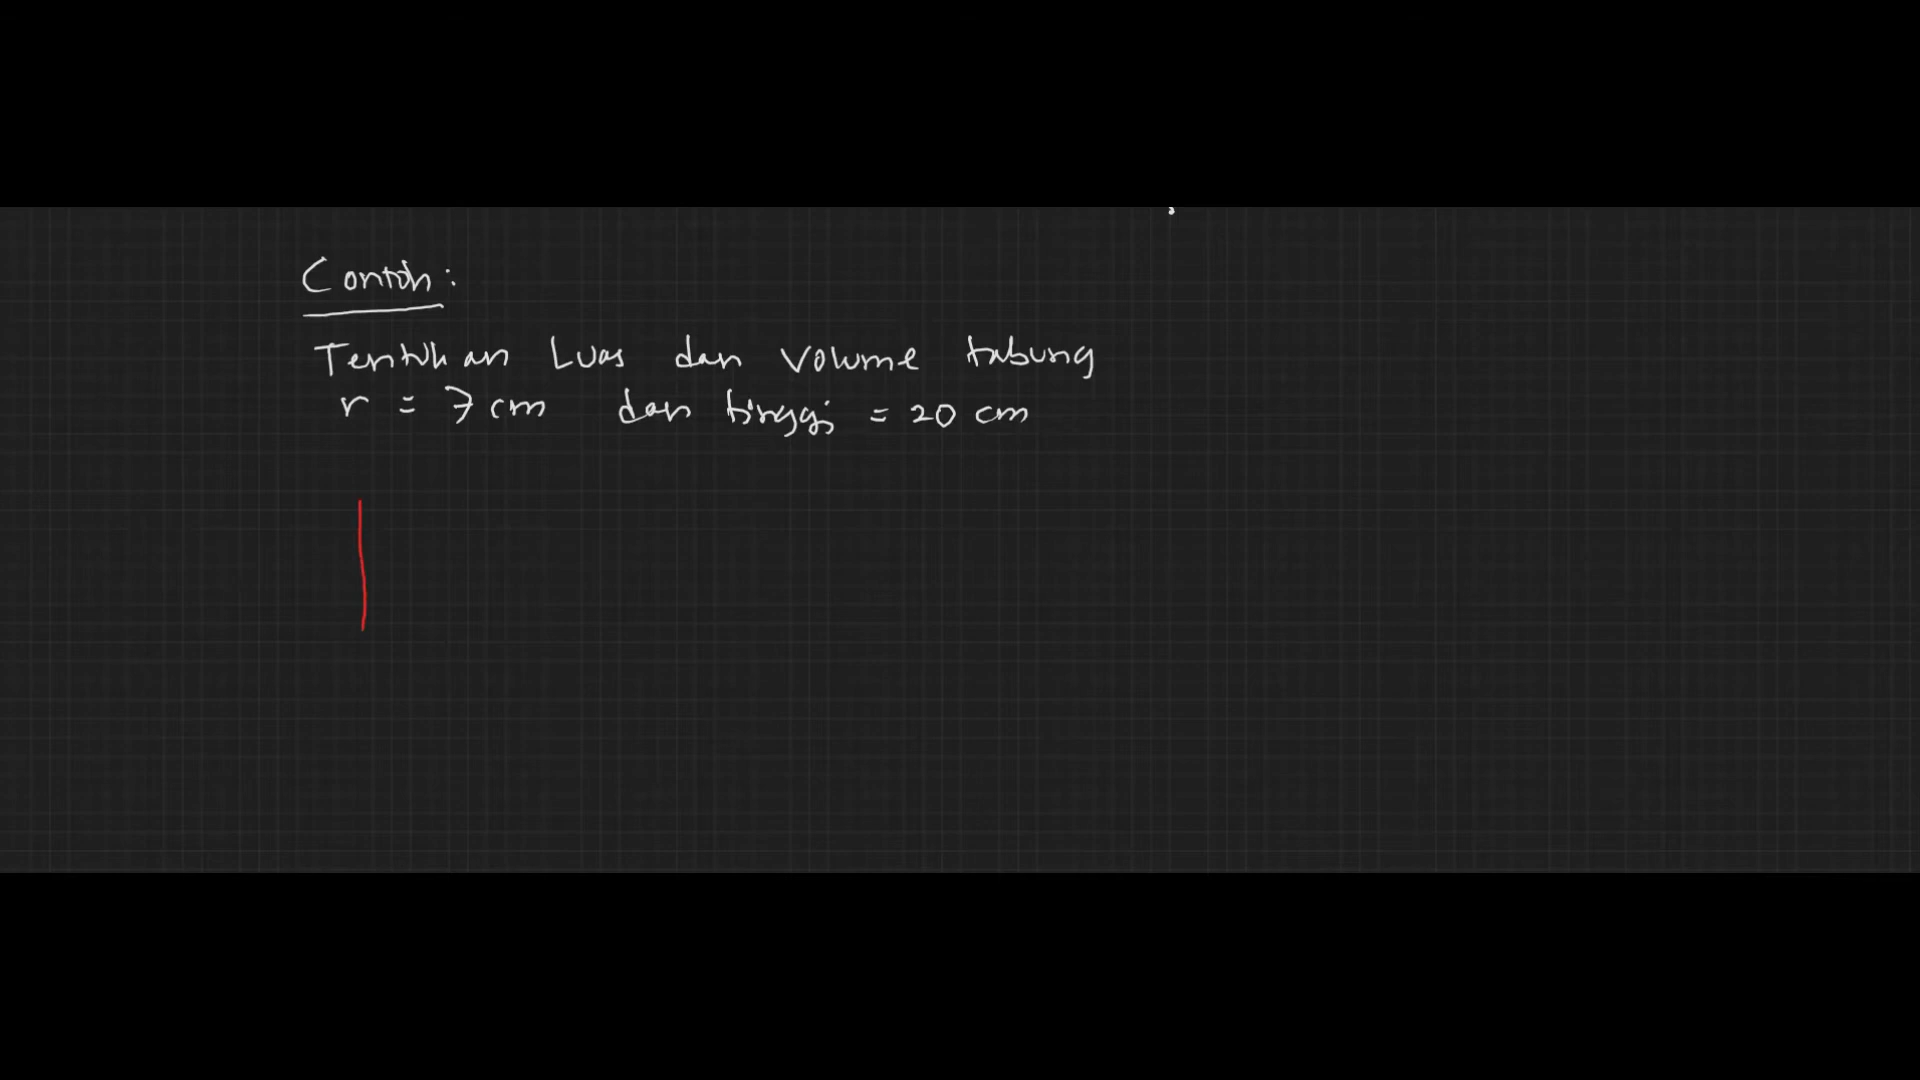 Contoh:
Tentukan Luas dan Volume tabung
r = 7 cm dan tinggi = 20 cm